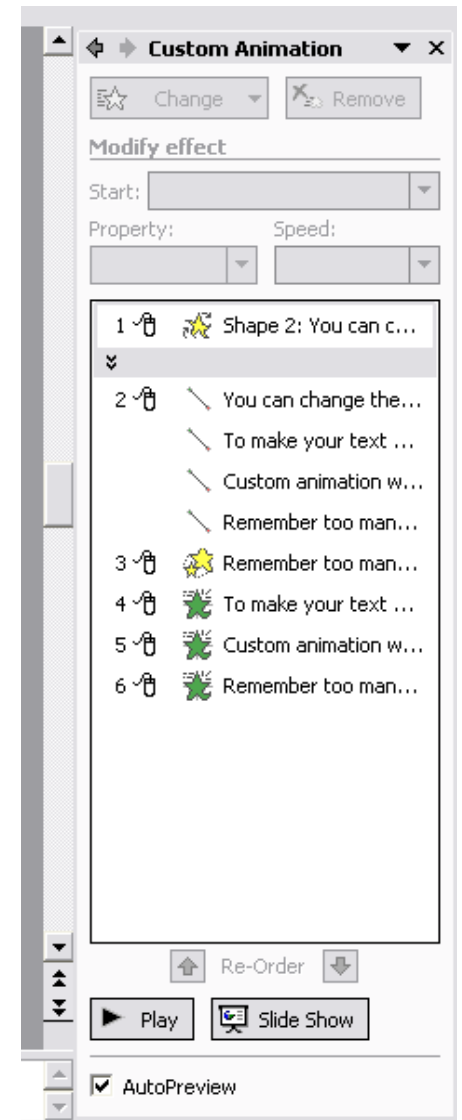 Custom Animation
Change Remove
Modify effect
Start:
Property: Speed:
1 Shape 2: You can c...
2 You can change the...
To make your text ...
Custom animation w...
Remember too man...
3 Remember too man...
4 To make your text ...
5 Custom animation w...
6 Remember too man...
Re-Order
Play Slide Show
AutoPreview